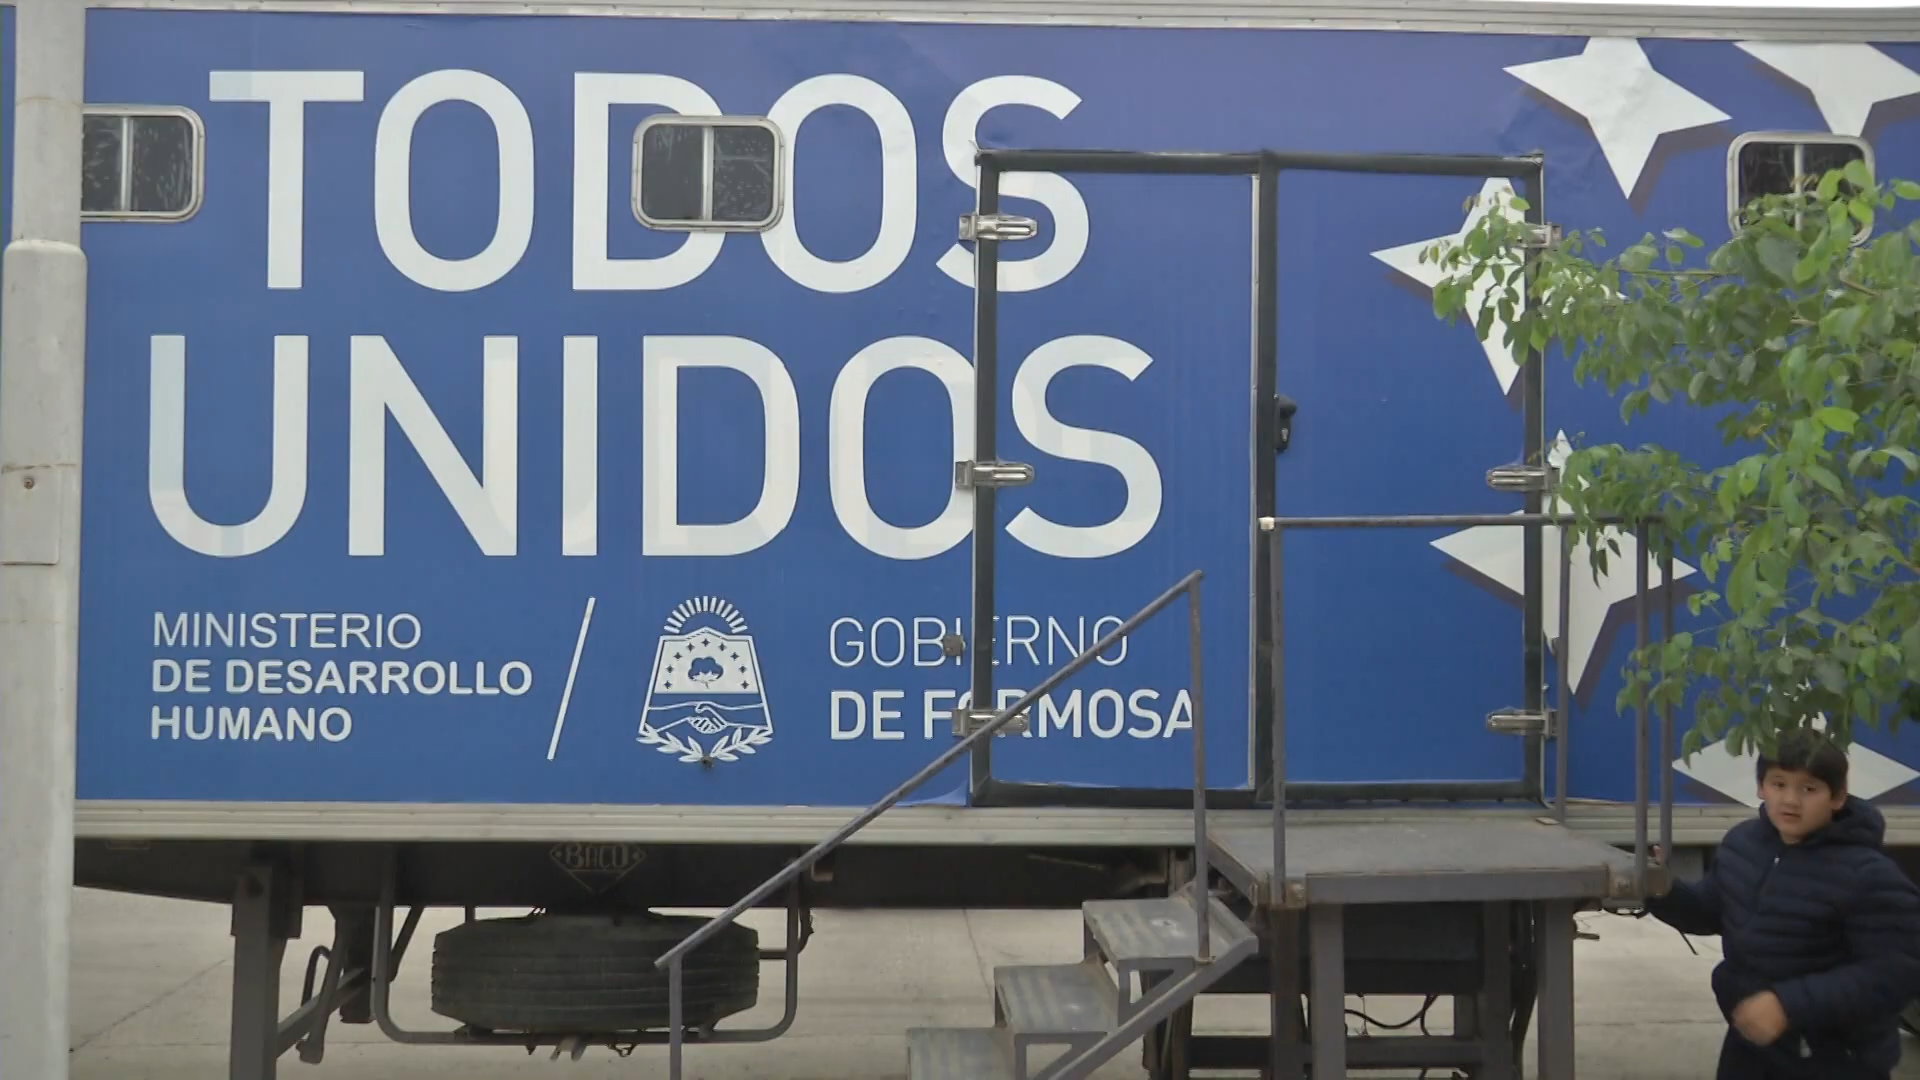 TODOS
UNIDOS
MINISTERIO
DE DESARROLLO
HUMANO
GOBIERNO
DE FORMOSA
BACO